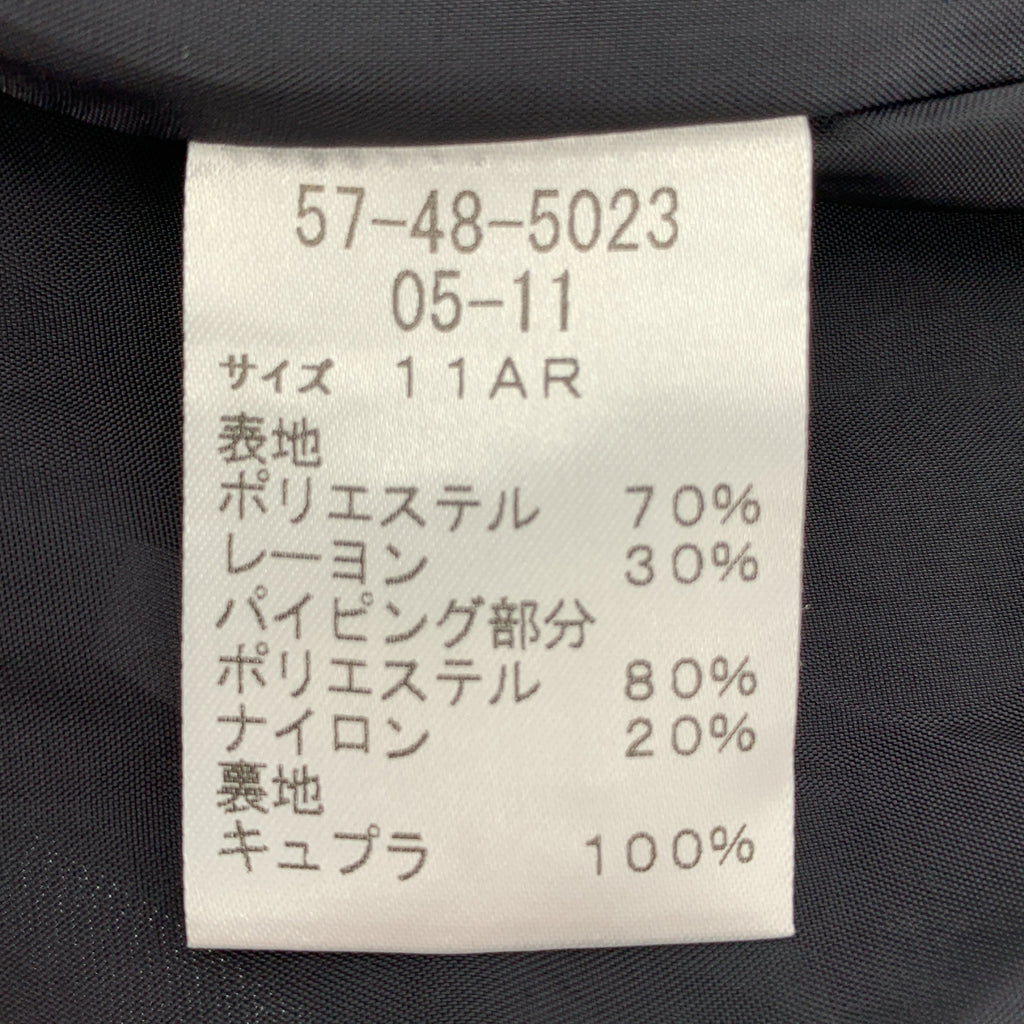 57-48-5023
05-11
サイズ　１１ＡＲ
表地
ポリエステル　７０％
レーヨン　３０％
パイピング部分
ポリエステル　８０％
ナイロン　２０％
裏地
キュプラ　１００％